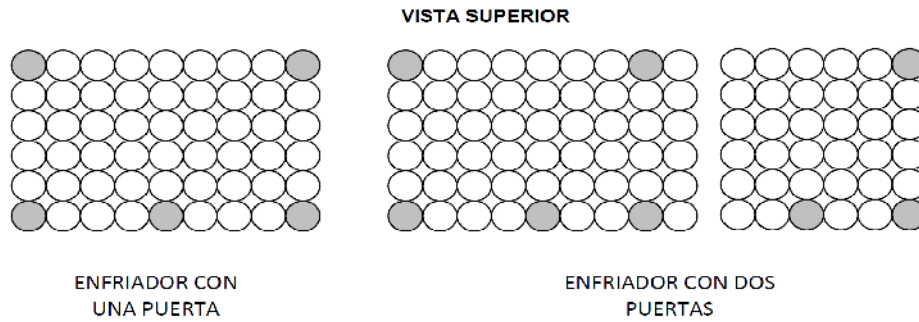 VISTA SUPERIOR
ENFRIADOR CON
UNA PUERTA
ENFRIADOR CON DOS
PUERTAS